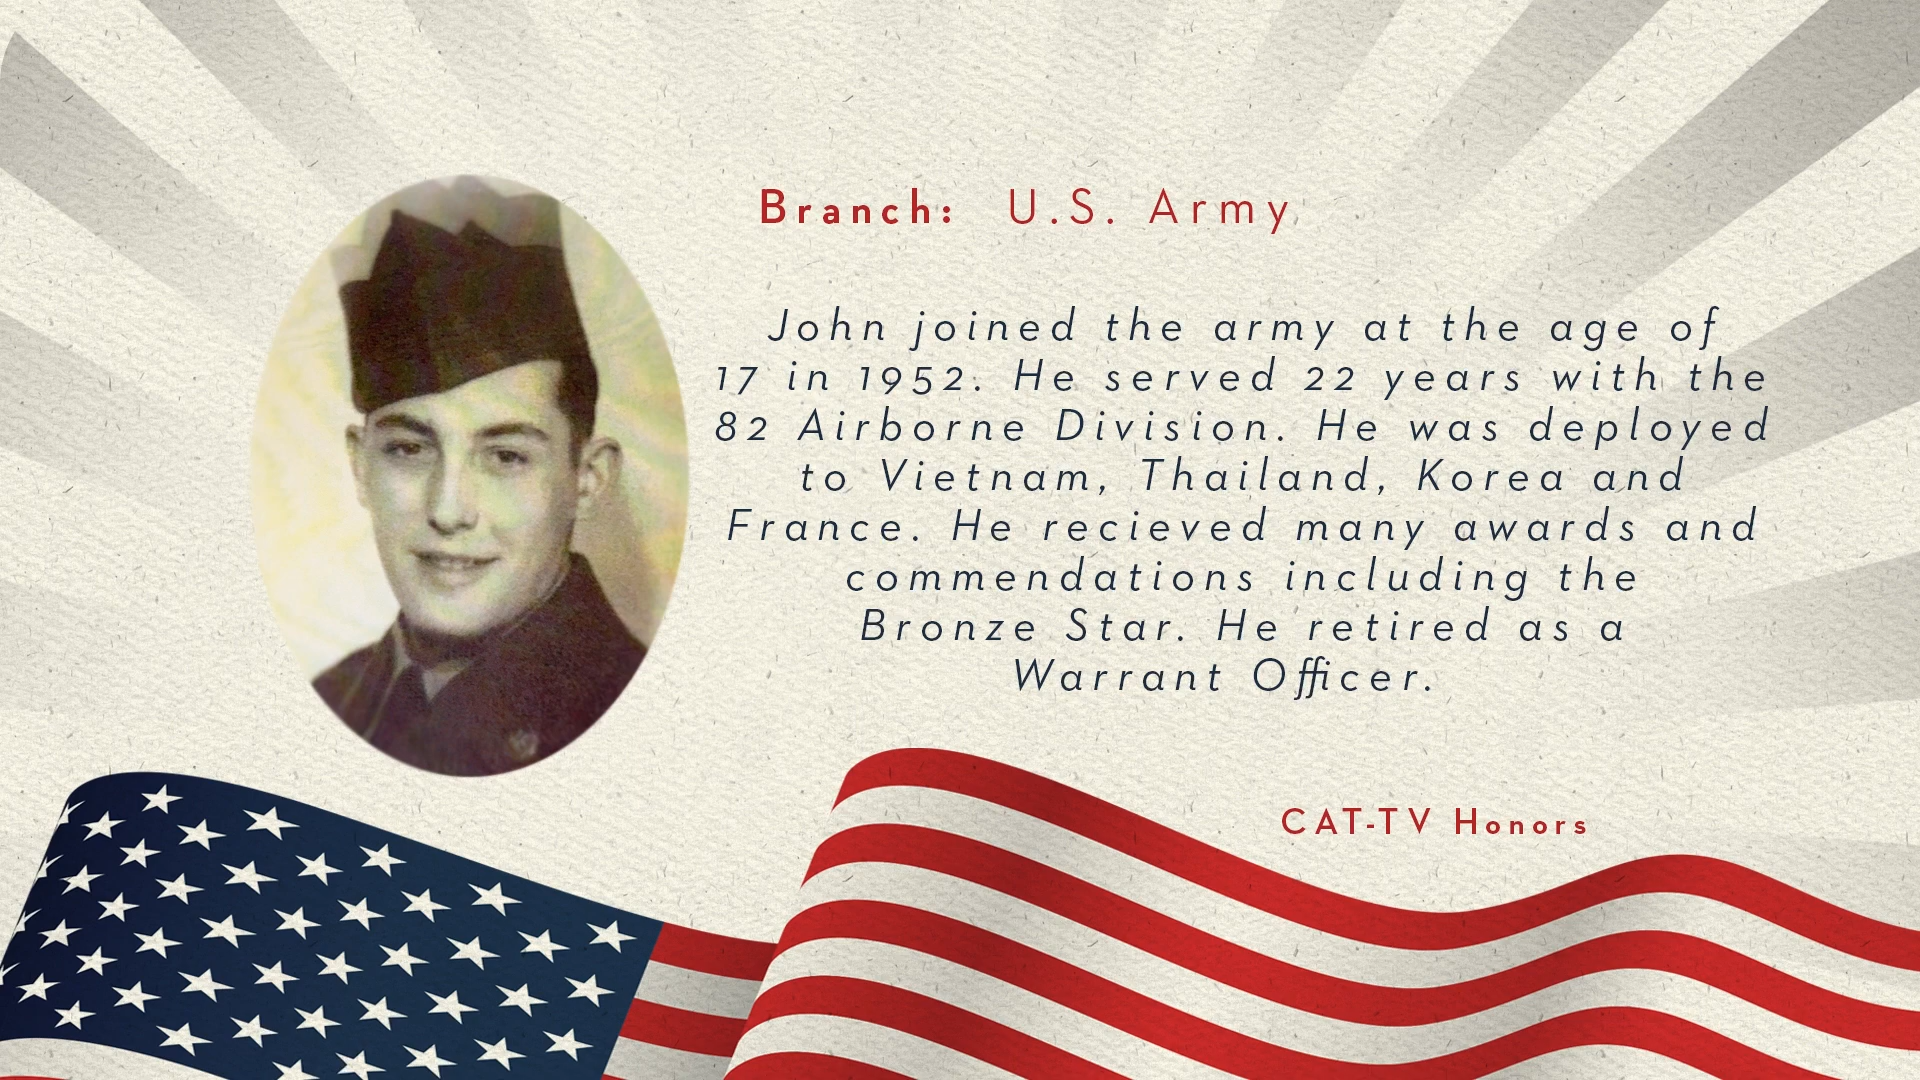 Branch: U.S. Army
John joined the army at the age of
17 in 1952. He served 22 years with the
82 Airborne Division. He was deployed
to Vietnam, Thailand, Korea and
France. He recieved many awards and
commendations including the
Bronze Star. He retired as a
Warrant Officer.
CAT-TV Honors